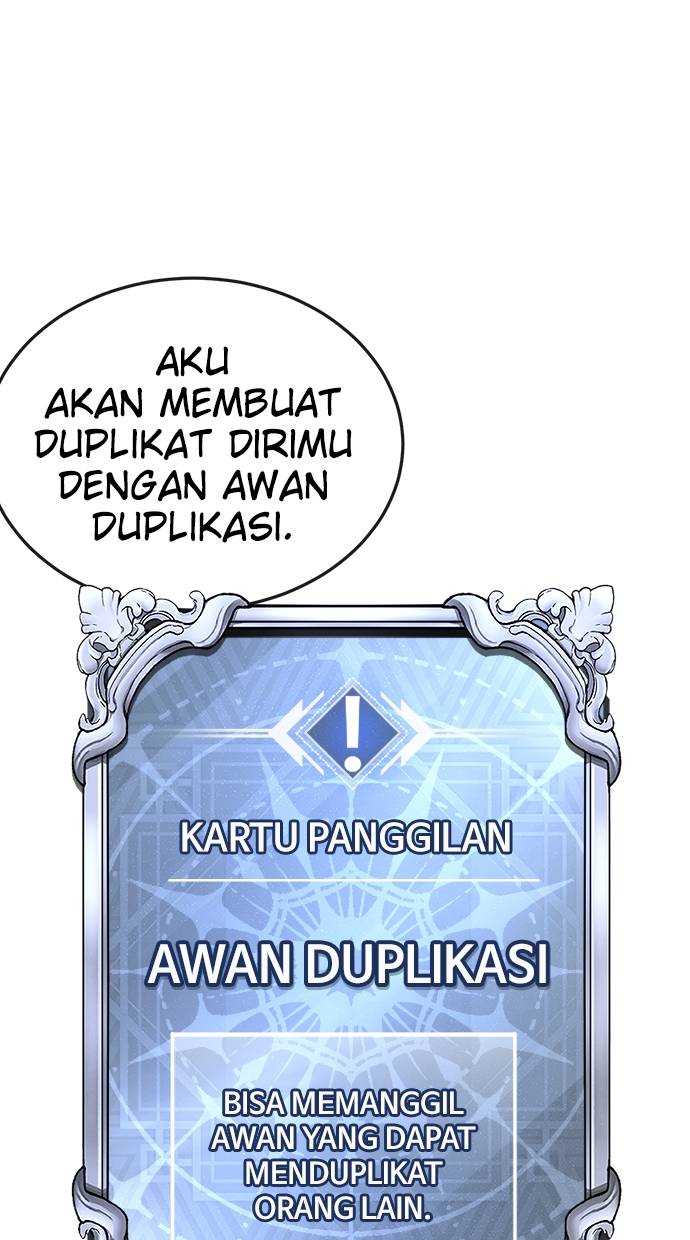 AKU
AKAN MEMBUAT
DUPLIKAT DIRIMU
DENGAN AWAN
DUPLIKASI.
!
KARTU PANGGILAN
AWAN DUPLIKASI
BISA MEMANGGIL
AWAN YANG DAPAT
MENDUPLIKAT
ORANG LAIN.